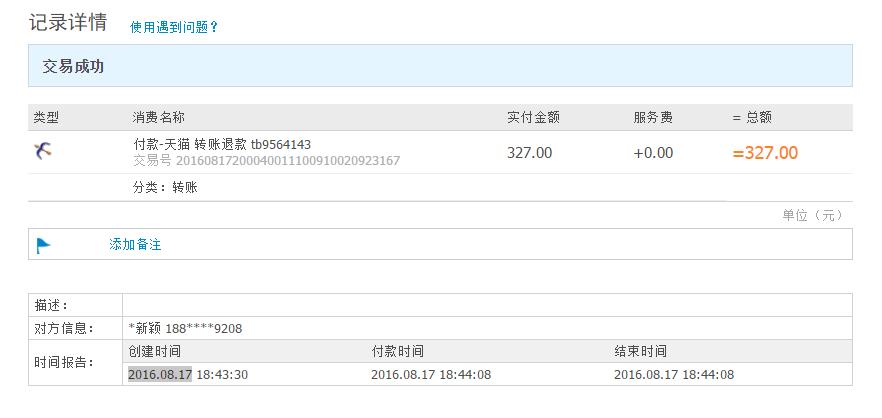 记录详情 使用遇到问题？
交易成功
类型 消费名称 实付金额 服务费 = 总额
付款-天猫 转账退款 tb9564143 327.00 +0.00 =327.00
交易号 20160817200040011100910020923167
分类：转账
单位（元）
添加备注
描述：
对方信息： *新颖 188****9208
时间报告： 创建时间 付款时间 结束时间
2016.08.17 18:43:30 2016.08.17 18:44:08 2016.08.17 18:44:08